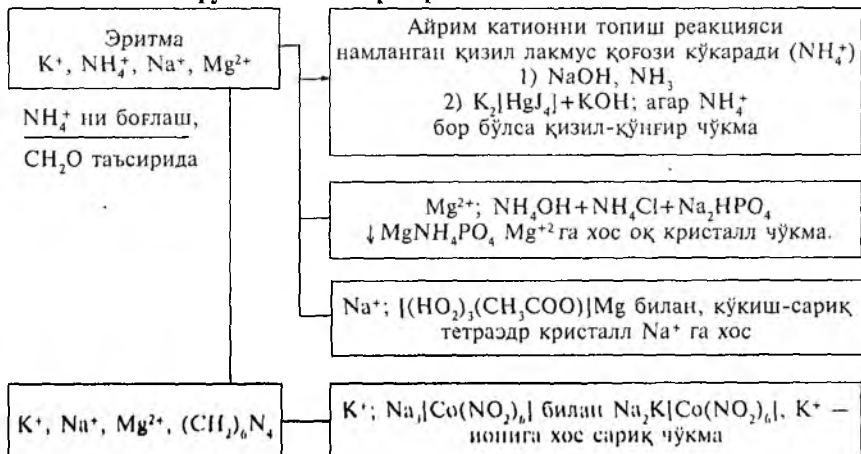 Эритма
K⁺, NH₄⁺, Na⁺, Mg²⁺
NH₄⁺ ни боғлаш,
CH₂O таъсирида
Айрим катионни топиш реакцияси
намланган қизил лакмус қоғози кўкаради (NH₄⁺)
1) NaOH, NH₃
2) K₂[HgJ₄]+KOH; агар NH₄⁺
бор бўлса қизил-қўнғир чўкма
Mg²⁺; NH₄OH+NH₄Cl+Na₂HPO₄
↓MgNH₄PO₄ Mg⁺² га хос оқ кристалл чўкма.
Na⁺; [(HO₂)₃(CH₃COO)]Mg билан, кўкиш-сариқ
тетраэдр кристалл Na⁺ га хос
K⁺, Na⁺, Mg²⁺, (CH₂)₆N₄
K⁺; Na₃[Co(NO₂)₆] билан Na₂K[Co(NO₂)₆], K⁺ —
ионига хос сариқ чўкма